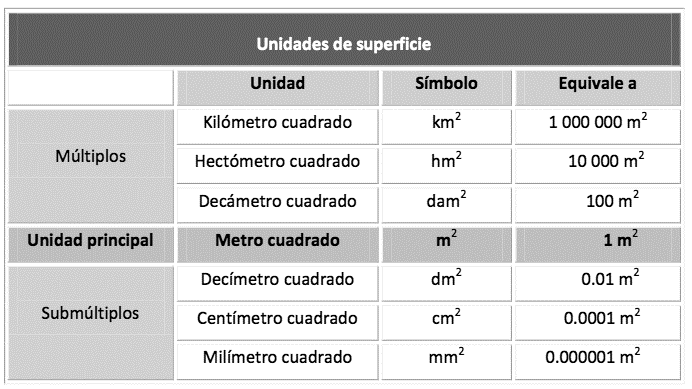 Unidades de superficie
Unidad Símbolo Equivale a
Múltiplos
Kilómetro cuadrado km² 1 000 000 m²
Hectómetro cuadrado hm² 10 000 m²
Decámetro cuadrado dam² 100 m²
Unidad principal Metro cuadrado m² 1 m²
Submúltiplos
Decímetro cuadrado dm² 0.01 m²
Centímetro cuadrado cm² 0.0001 m²
Milímetro cuadrado mm² 0.000001 m²